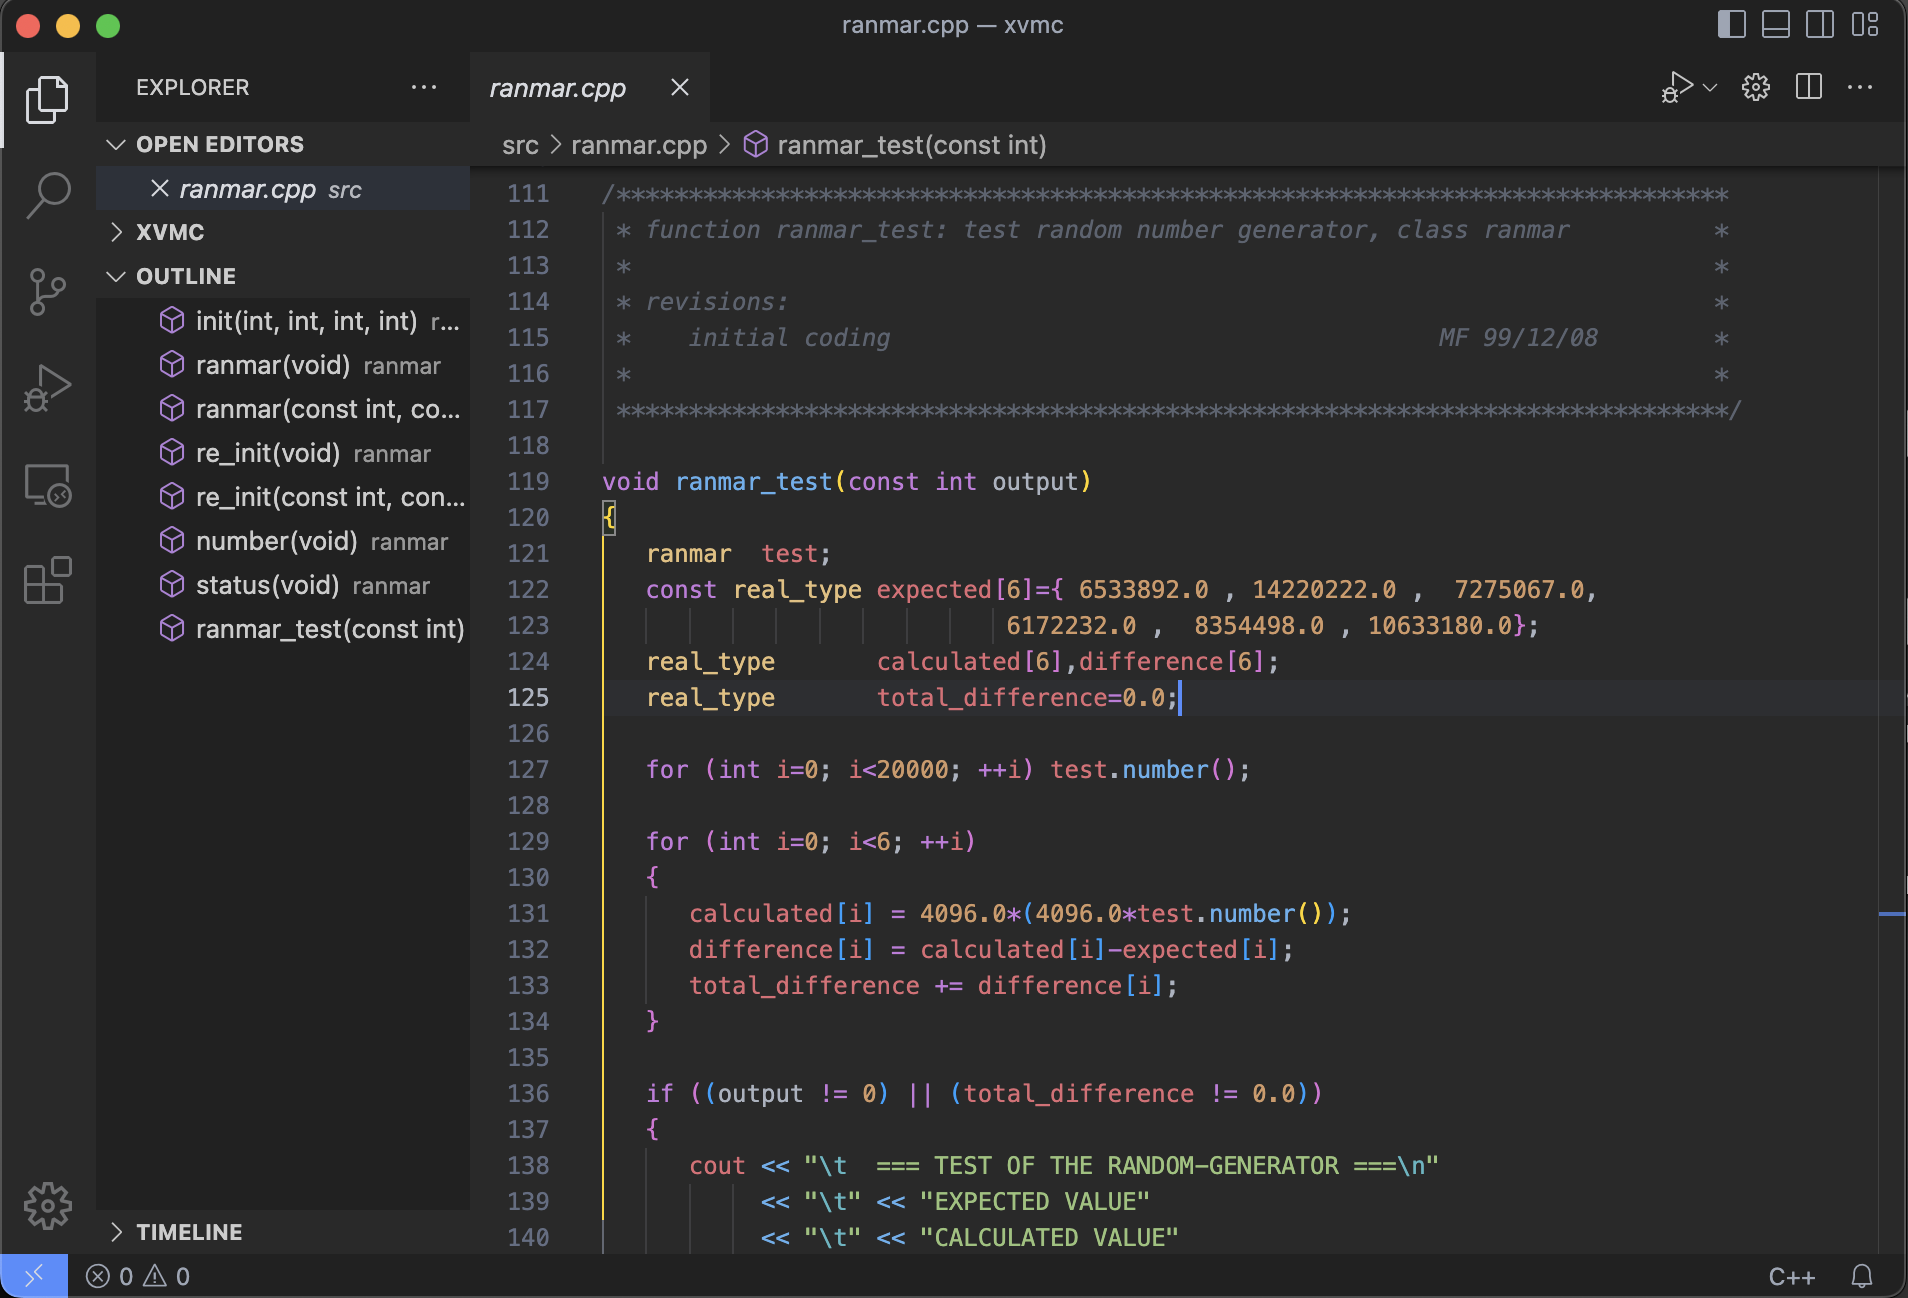 ranmar.cpp — xvmc
EXPLORER
ranmar.cpp
OPEN EDITORS
ranmar.cpp src
XVMC
OUTLINE
init(int, int, int, int) r...
ranmar(void) ranmar
ranmar(const int, co...
re_init(void) ranmar
re_init(const int, con...
number(void) ranmar
status(void) ranmar
ranmar_test(const int)
TIMELINE
src > ranmar.cpp > ranmar_test(const int)
111 /*****************************************************************************
112  * function ranmar_test: test random number generator, class ranmar          *
113  *                                                                           *
114  * revisions:                                                                *
115  *    initial coding                                      MF 99/12/08        *
116  *                                                                           *
117  *****************************************************************************/
118
119 void ranmar_test(const int output)
120 {
121    ranmar  test;
122    const real_type expected[6]={ 6533892.0 , 14220222.0 ,  7275067.0,
123                             6172232.0 ,  8354498.0 , 10633180.0};
124    real_type       calculated[6],difference[6];
125    real_type       total_difference=0.0;
126
127    for (int i=0; i<20000; ++i) test.number();
128
129    for (int i=0; i<6; ++i)
130    {
131       calculated[i] = 4096.0*(4096.0*test.number());
132       difference[i] = calculated[i]-expected[i];
133       total_difference += difference[i];
134    }
135
136    if ((output != 0) || (total_difference != 0.0))
137    {
138       cout << "\t  === TEST OF THE RANDOM-GENERATOR ===\n"
139            << "\t" << "EXPECTED VALUE"
140            << "\t" << "CALCULATED VALUE"
0 0
C++